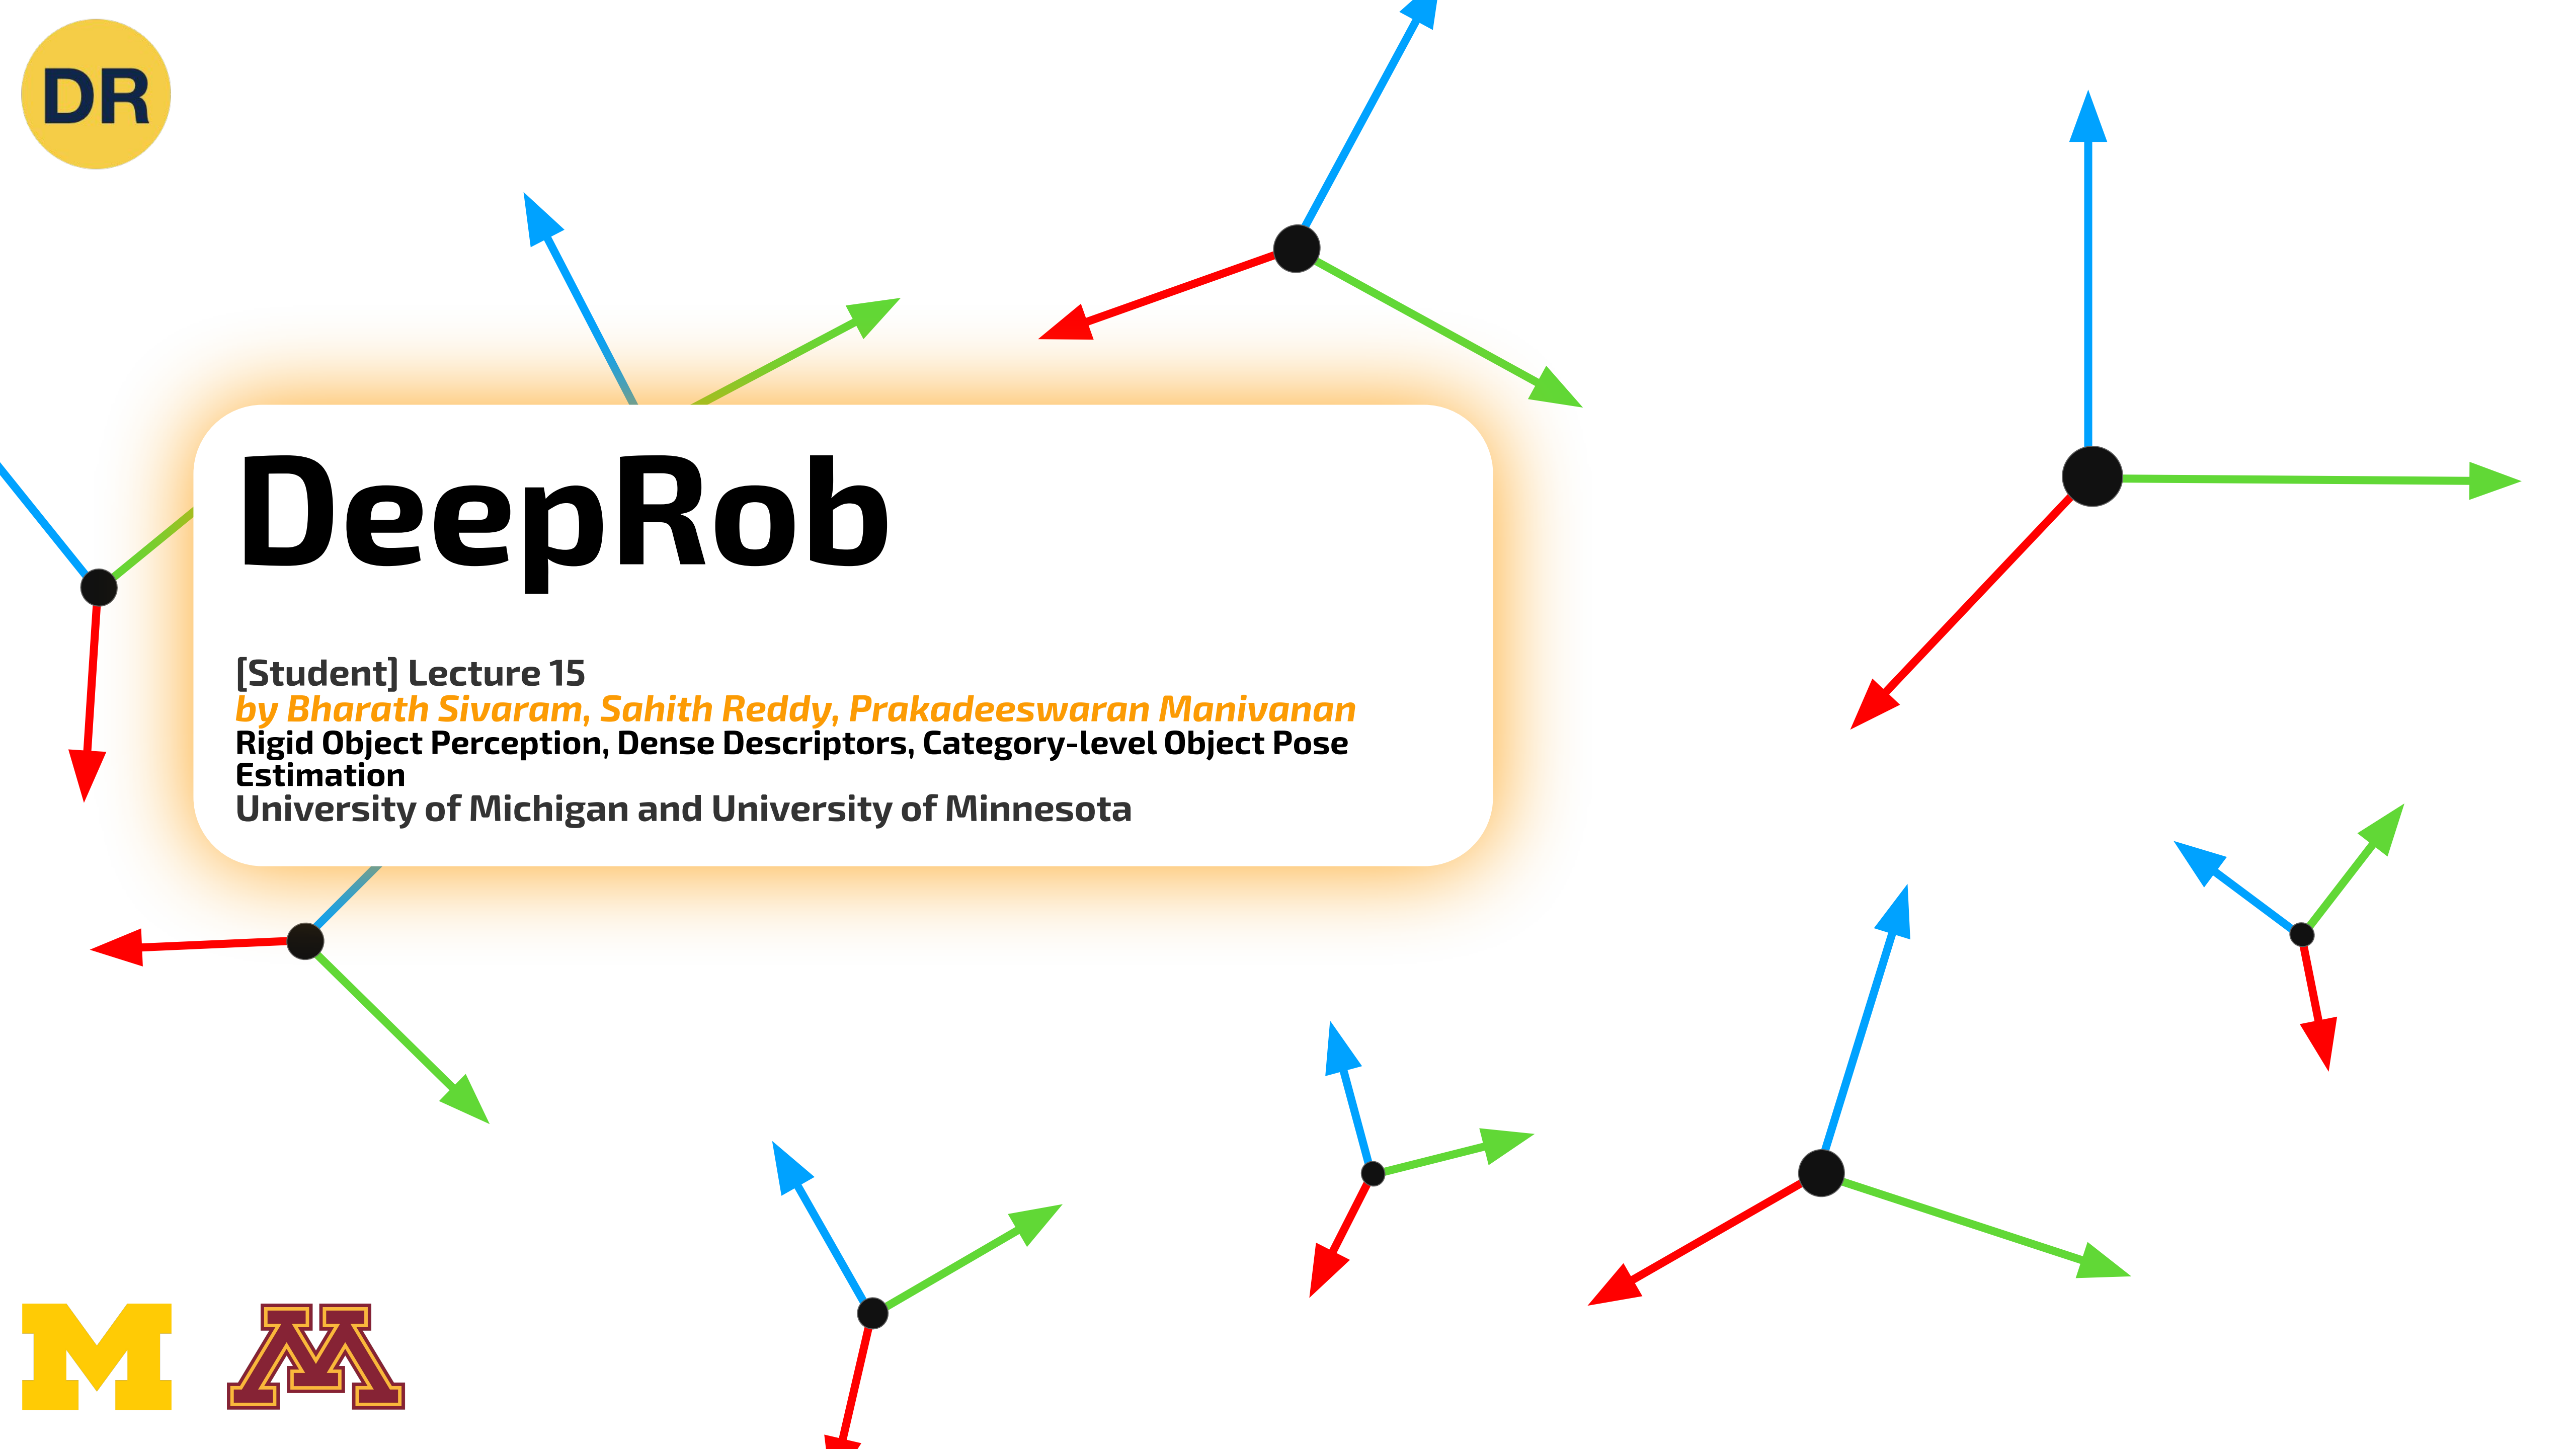 DR
DeepRob
[Student] Lecture 15
by Bharath Sivaram, Sahith Reddy, Prakadeeswaran Manivanan
Rigid Object Perception, Dense Descriptors, Category-level Object Pose
Estimation
University of Michigan and University of Minnesota
M M